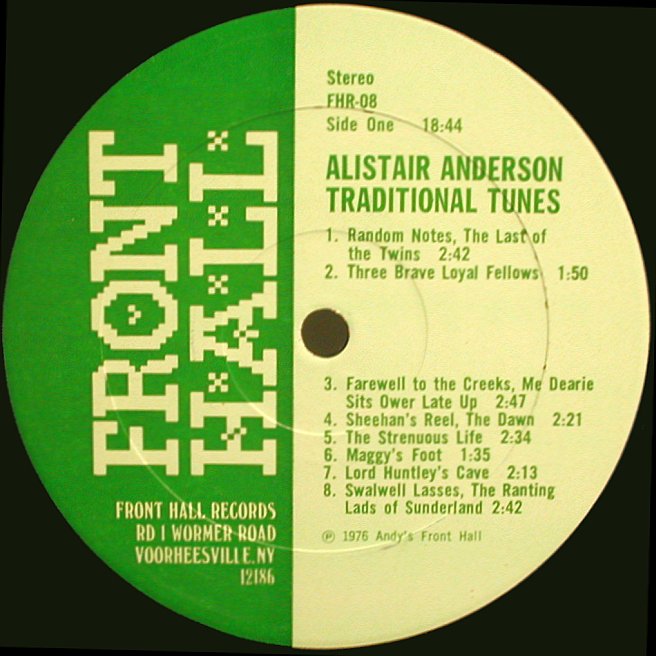 FRONT
HALL
FRONT HALL RECORDS
RD 1 WORMER ROAD
VOORHEESVILLE, NY
12186
Stereo
FHR-08
Side One 18:44
ALISTAIR ANDERSON
TRADITIONAL TUNES
1. Random Notes, The Last of
the Twins 2:42
2. Three Brave Loyal Fellows 1:50
3. Farewell to the Creeks, Me Dearie
Sits Ower Late Up 2:47
4. Sheehan's Reel, The Dawn 2:21
5. The Strenuous Life 2:34
6. Maggy's Foot 1:35
7. Lord Huntley's Cave 2:13
8. Swalwell Lasses, The Ranting
Lads of Sunderland 2:42
℗ 1976 Andy's Front Hall